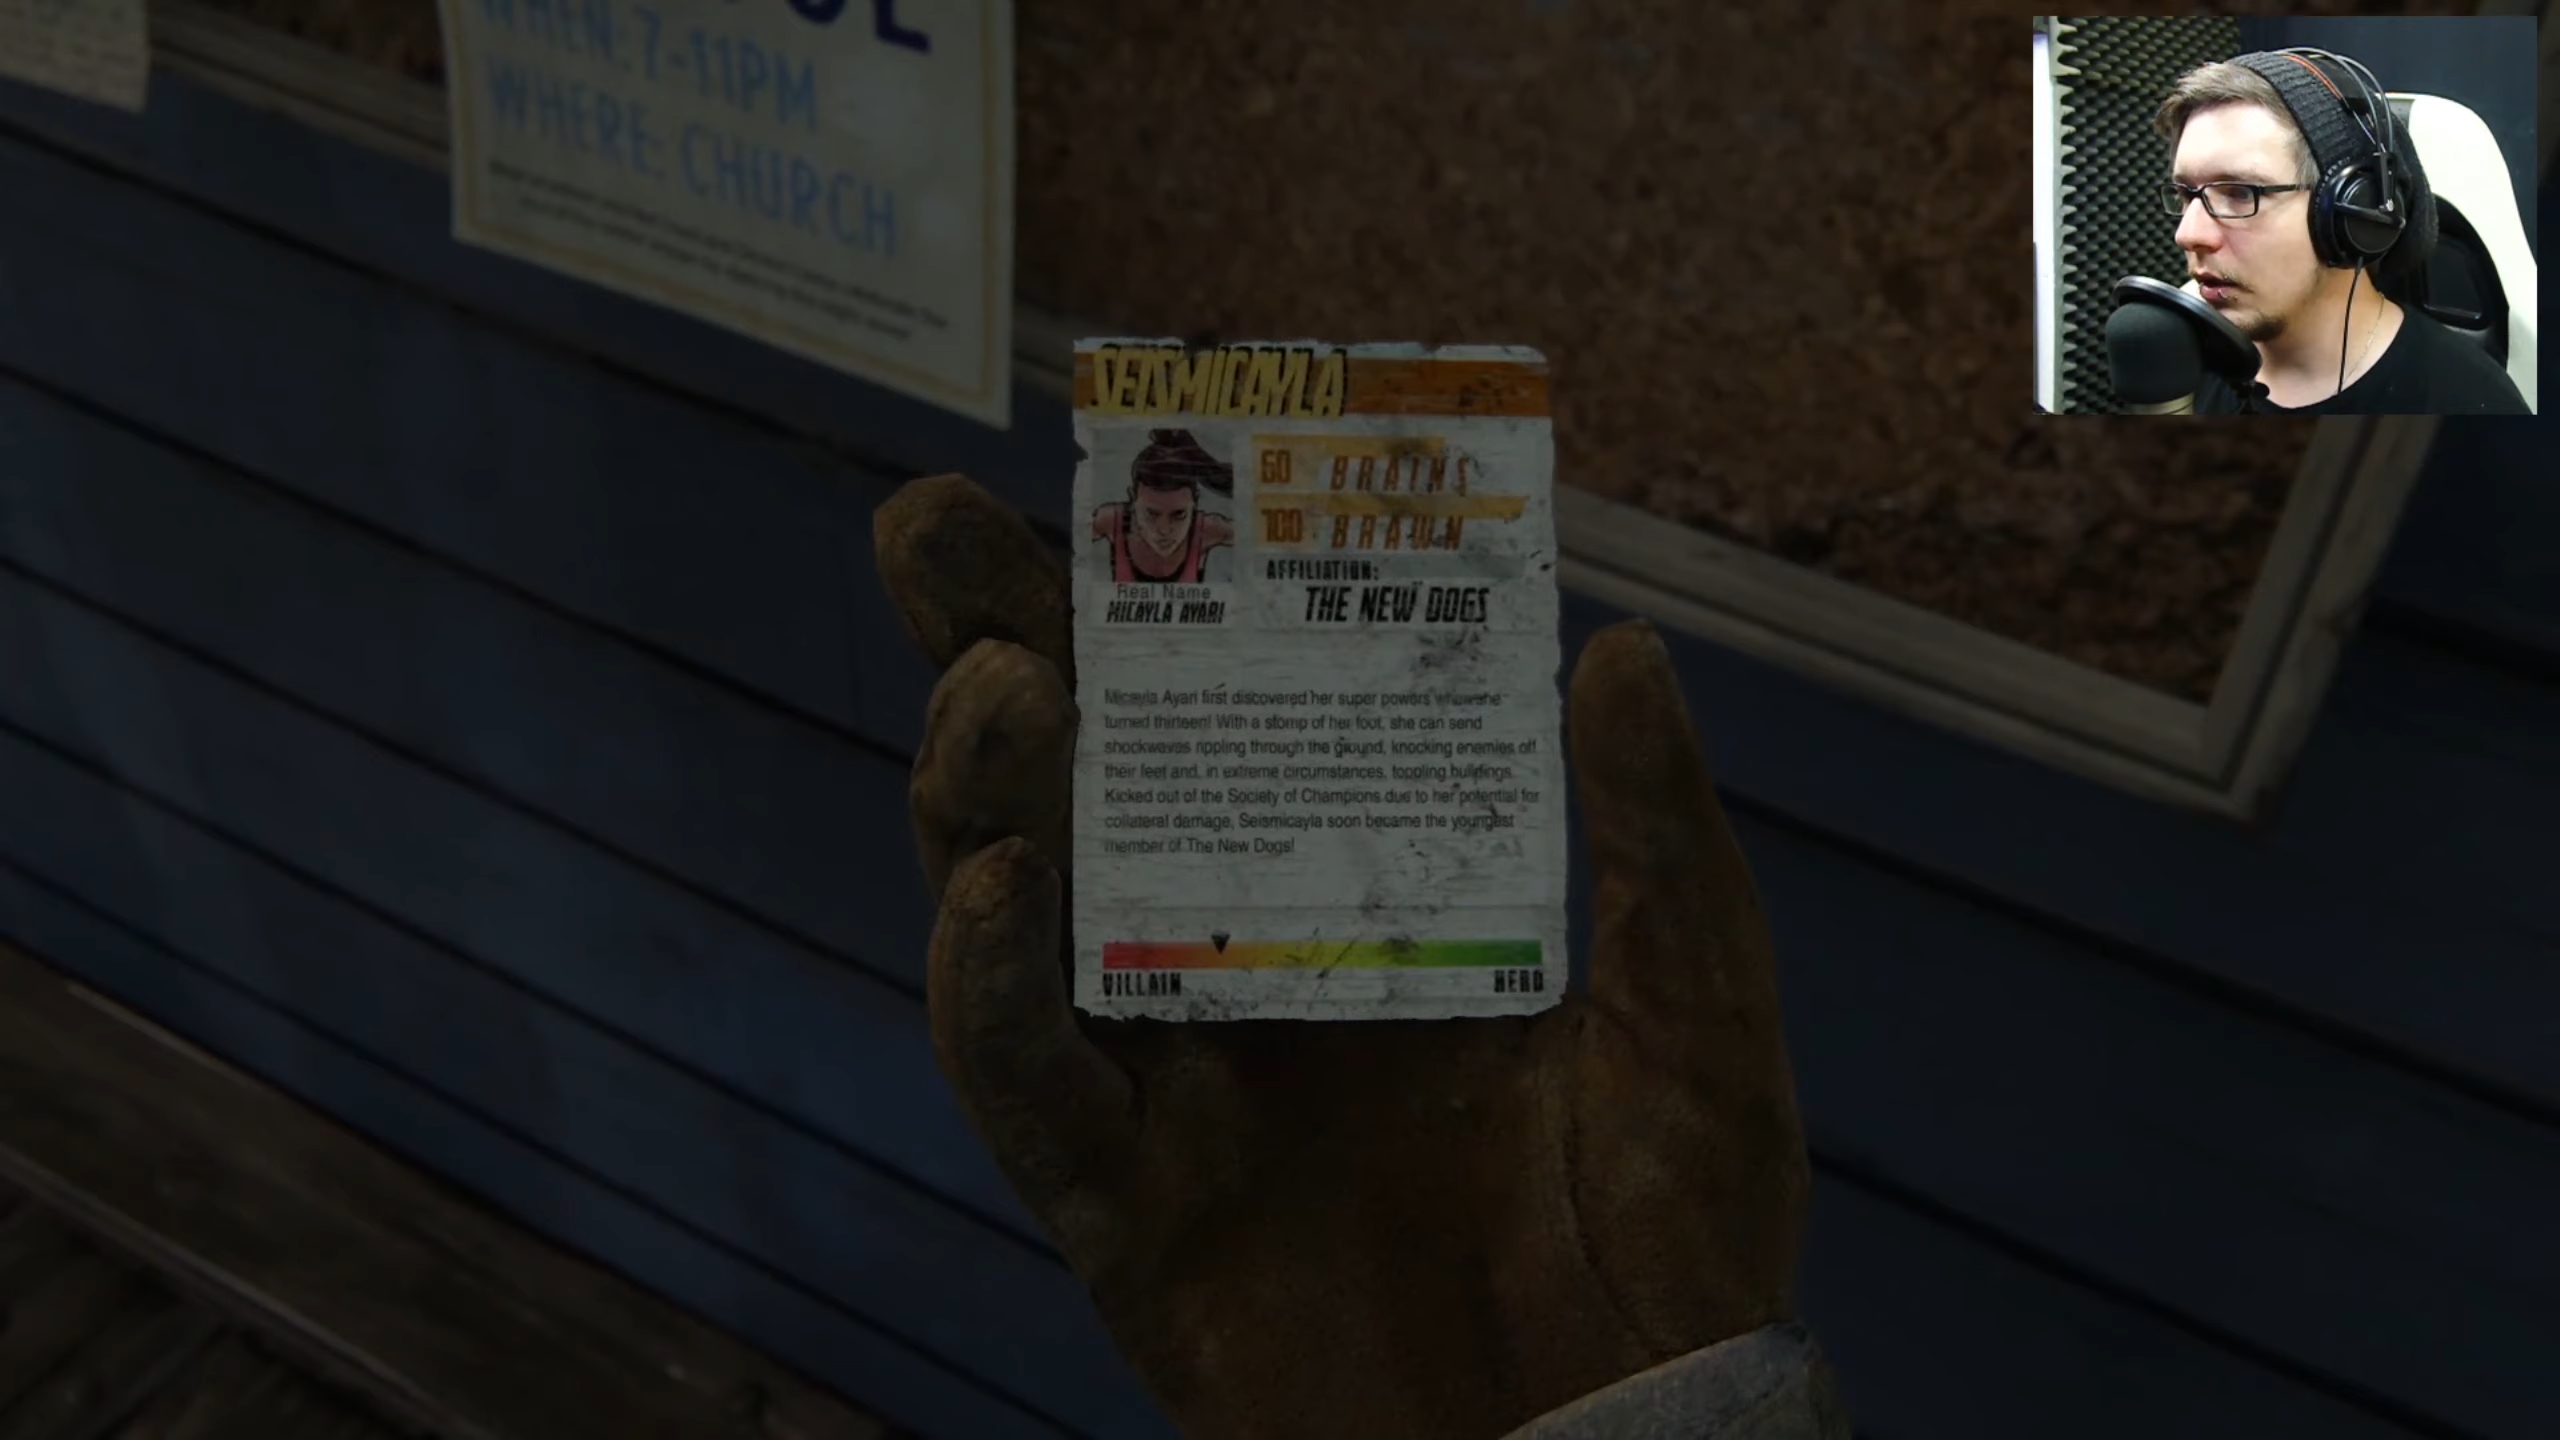 WHEN: 7-11PM
WHERE: CHURCH
SEISMICAYLA
60 BRAINS
100 BRAWN
AFFILIATION:
THE NEW DOGS
Real Name
MICAYLA AYARI
Micayla Ayari first discovered her super powers when she
turned thirteen! With a stomp of her foot, she can send
shockwaves rippling through the ground, knocking enemies off
their feet and, in extreme circumstances, toppling buildings.
Kicked out of the Society of Champions due to her potential for
collateral damage, Seismicayla soon became the youngest
member of The New Dogs!
VILLAIN
HERO